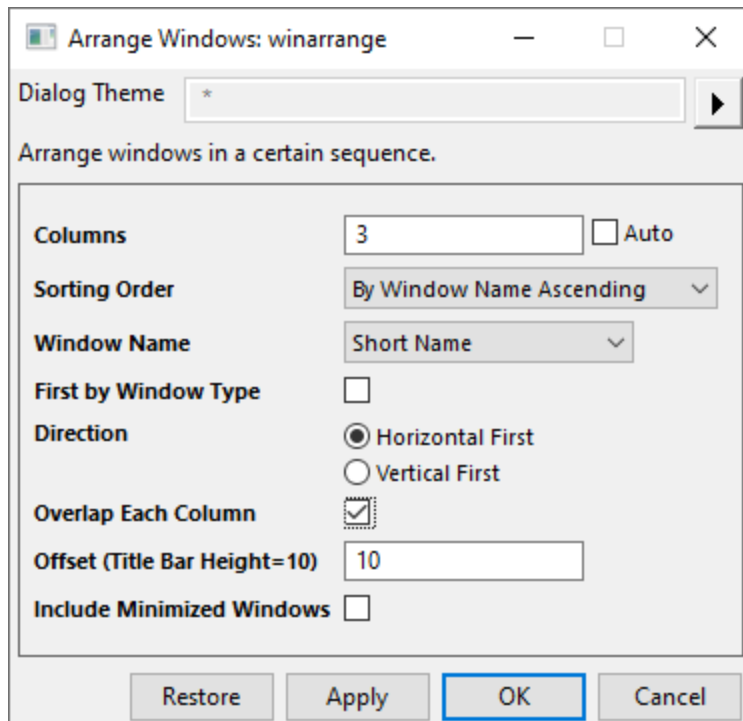 Arrange Windows: winarrange
Dialog Theme *
Arrange windows in a certain sequence.
Columns 3 Auto
Sorting Order By Window Name Ascending
Window Name Short Name
First by Window Type
Direction Horizontal First
Vertical First
Overlap Each Column
Offset (Title Bar Height=10) 10
Include Minimized Windows
Restore Apply OK Cancel